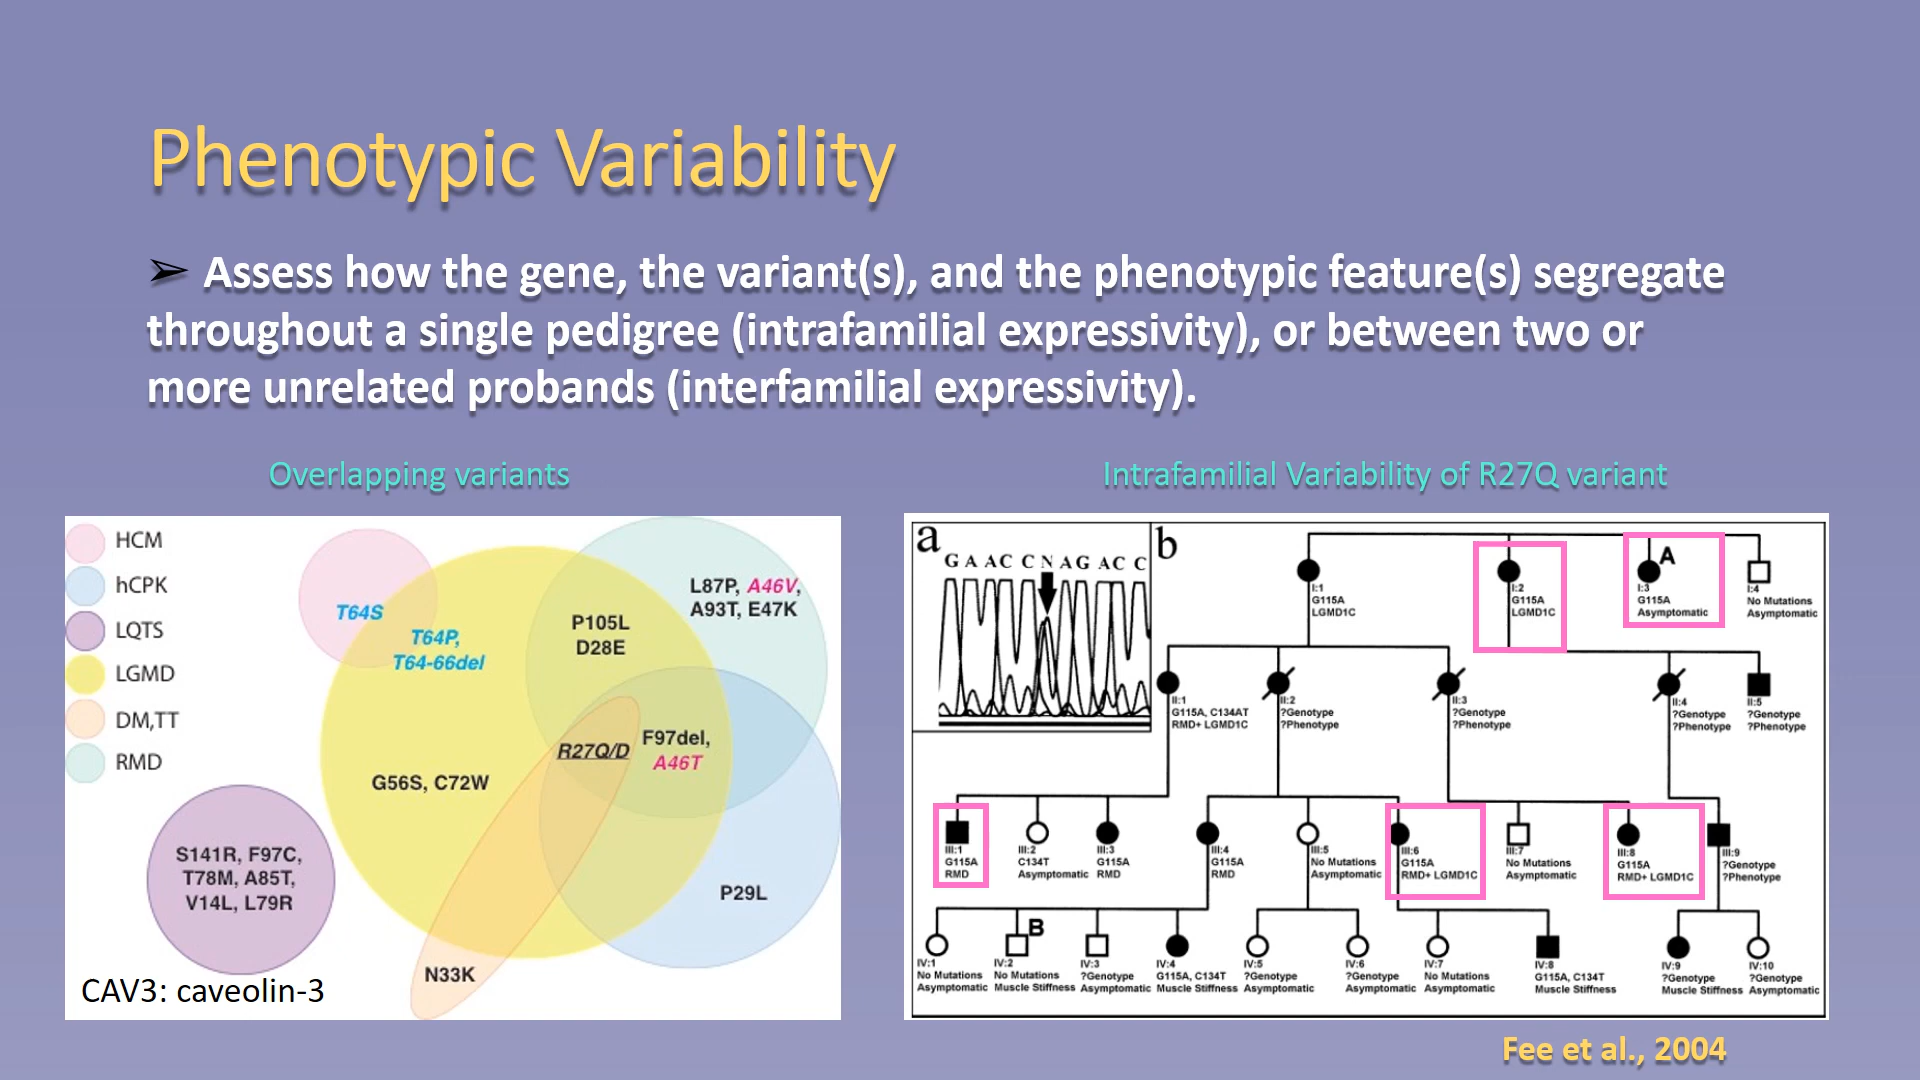 Phenotypic Variability
➢ Assess how the gene, the variant(s), and the phenotypic feature(s) segregate
throughout a single pedigree (intrafamilial expressivity), or between two or
more unrelated probands (interfamilial expressivity).
Overlapping variants
HCM
hCPK
LQTS
LGMD
DM,TT
RMD
T64S
T64P,
T64-66del
P105L
D28E
L87P, A46V,
A93T, E47K
R27Q/D
F97del,
A46T
G56S, C72W
S141R, F97C,
T78M, A85T,
V14L, L79R
P29L
N33K
CAV3: caveolin-3
Intrafamilial Variability of R27Q variant
a
G A A C C N A G A C C
b
I:1
G115A
LGMD1C
I:2
G115A
LGMD1C
A
I:3
G115A
Asymptomatic
I:4
No Mutations
Asymptomatic
II:1
G115A, C134AT
RMD+ LGMD1C
II:2
?Genotype
?Phenotype
II:3
?Genotype
?Phenotype
II:4
?Genotype
?Phenotype
II:5
?Genotype
?Phenotype
III:1
G115A
RMD
III:2
C134T
Asymptomatic
III:3
G115A
RMD
III:4
G115A
RMD
III:5
No Mutations
Asymptomatic
III:6
G115A
RMD+ LGMD1C
III:7
No Mutations
Asymptomatic
III:8
G115A
RMD+ LGMD1C
III:9
?Genotype
?Phenotype
IV:1
No Mutations
Asymptomatic
B
IV:2
No Mutations
Muscle Stiffness
IV:3
?Genotype
Asymptomatic
IV:4
G115A, C134T
Muscle Stiffness
IV:5
?Genotype
Asymptomatic
IV:6
?Genotype
Asymptomatic
IV:7
No Mutations
Asymptomatic
IV:8
G115A, C134T
Muscle Stiffness
IV:9
?Genotype
Muscle Stiffness
IV:10
?Genotype
Asymptomatic
Fee et al., 2004